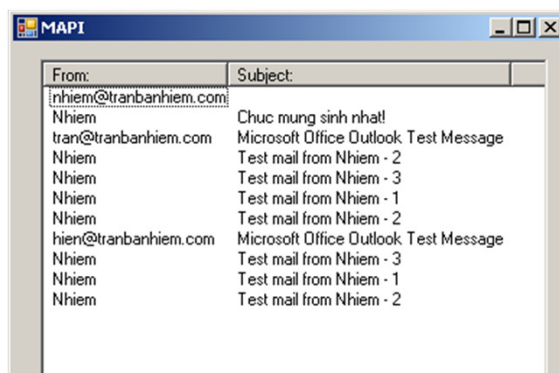 MAPI
From: Subject:
nhiem@tranbanhiem.com
Nhiem Chuc mung sinh nhat!
tran@tranbanhiem.com Microsoft Office Outlook Test Message
Nhiem Test mail from Nhiem - 2
Nhiem Test mail from Nhiem - 3
Nhiem Test mail from Nhiem - 1
Nhiem Test mail from Nhiem - 2
hien@tranbanhiem.com Microsoft Office Outlook Test Message
Nhiem Test mail from Nhiem - 3
Nhiem Test mail from Nhiem - 1
Nhiem Test mail from Nhiem - 2